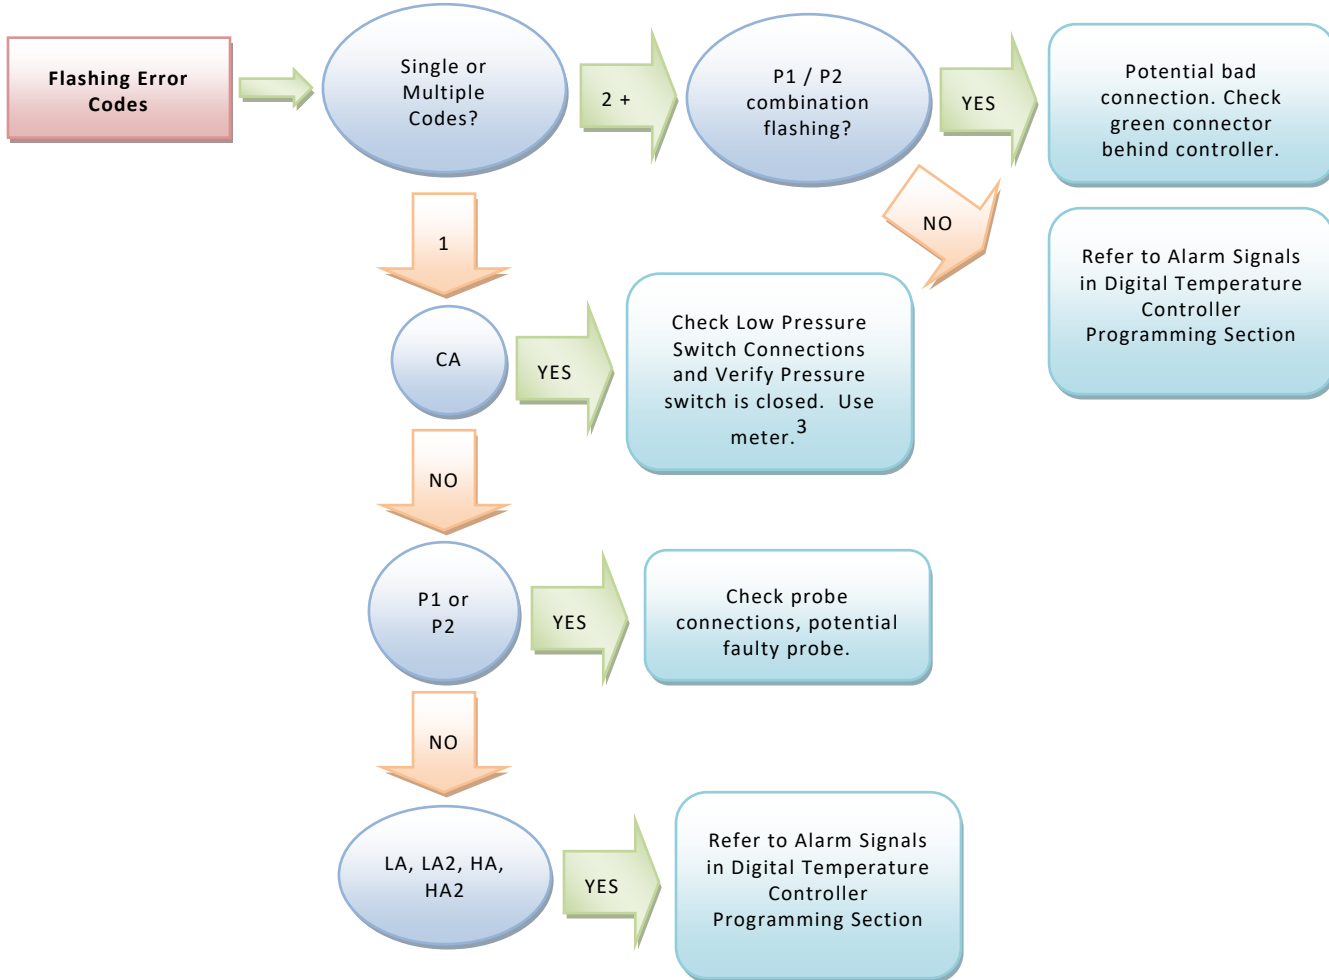 Flashing Error
Codes
Single or
Multiple
Codes?
2 +
P1 / P2
combination
flashing?
YES
Potential bad
connection. Check
green connector
behind controller.
NO
Refer to Alarm Signals
in Digital Temperature
Controller
Programming Section
1
CA
YES
Check Low Pressure
Switch Connections
and Verify Pressure
switch is closed. Use
meter.3
NO
P1 or
P2
YES
Check probe
connections, potential
faulty probe.
NO
LA, LA2, HA,
HA2
YES
Refer to Alarm Signals
in Digital Temperature
Controller
Programming Section